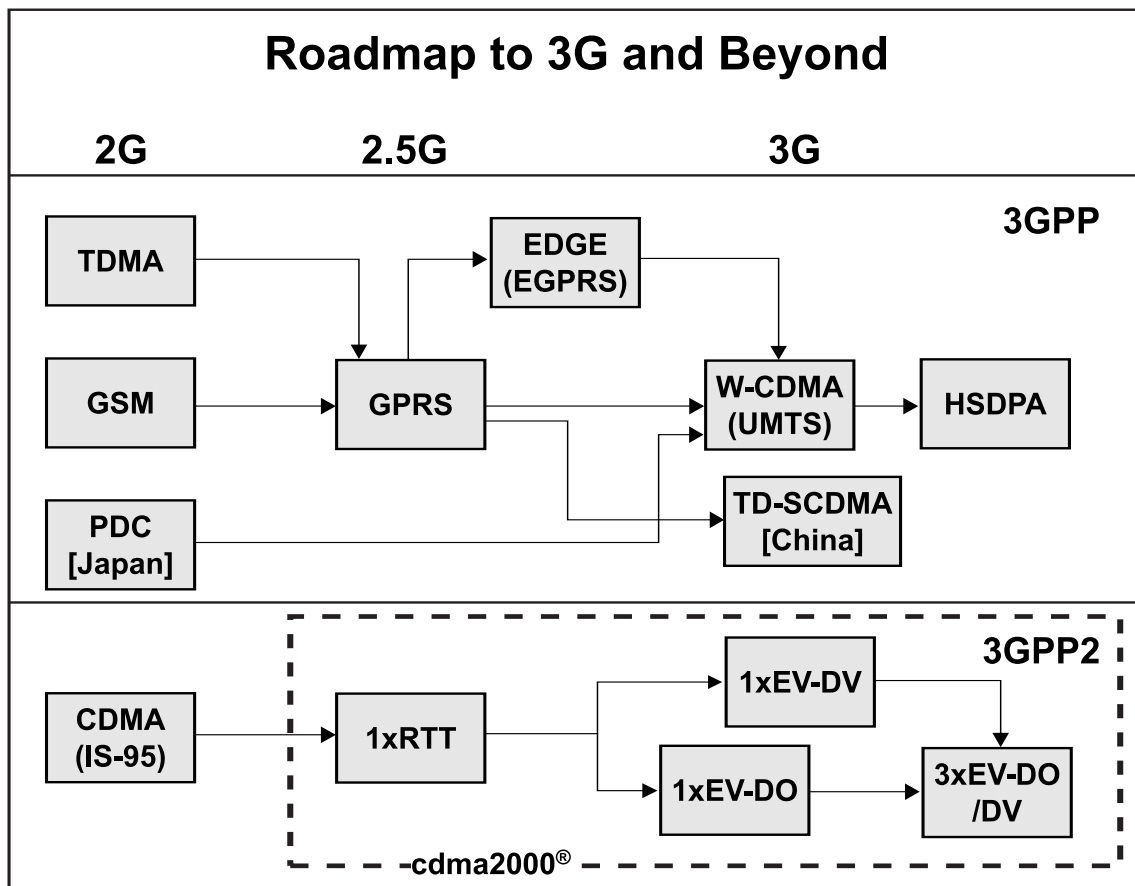 Roadmap to 3G and Beyond
2G
2.5G
3G
3GPP
TDMA
EDGE
(EGPRS)
GSM
GPRS
W-CDMA
(UMTS)
HSDPA
PDC
[Japan]
TD-SCDMA
[China]
3GPP2
CDMA
(IS-95)
1xRTT
1xEV-DV
1xEV-DO
3xEV-DO
/DV
cdma2000®